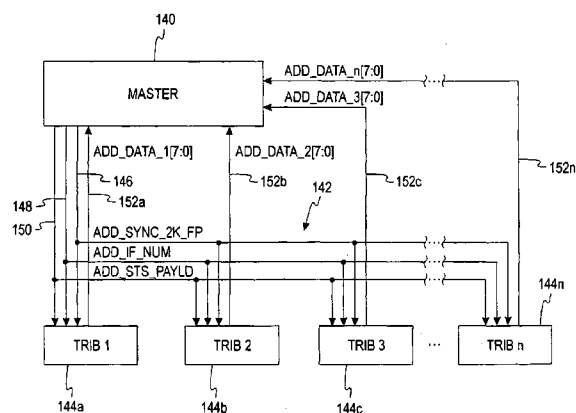 140
MASTER
ADD_DATA_n[7:0]
ADD_DATA_3[7:0]
ADD_DATA_1[7:0]
ADD_DATA_2[7:0]
148
146
152a
152b
152c
152n
150
142
ADD_SYNC_2K_FP
ADD_IF_NUM
ADD_STS_PAYLD
144n
TRIB 1
TRIB 2
TRIB 3
TRIB n
144a
144b
144c